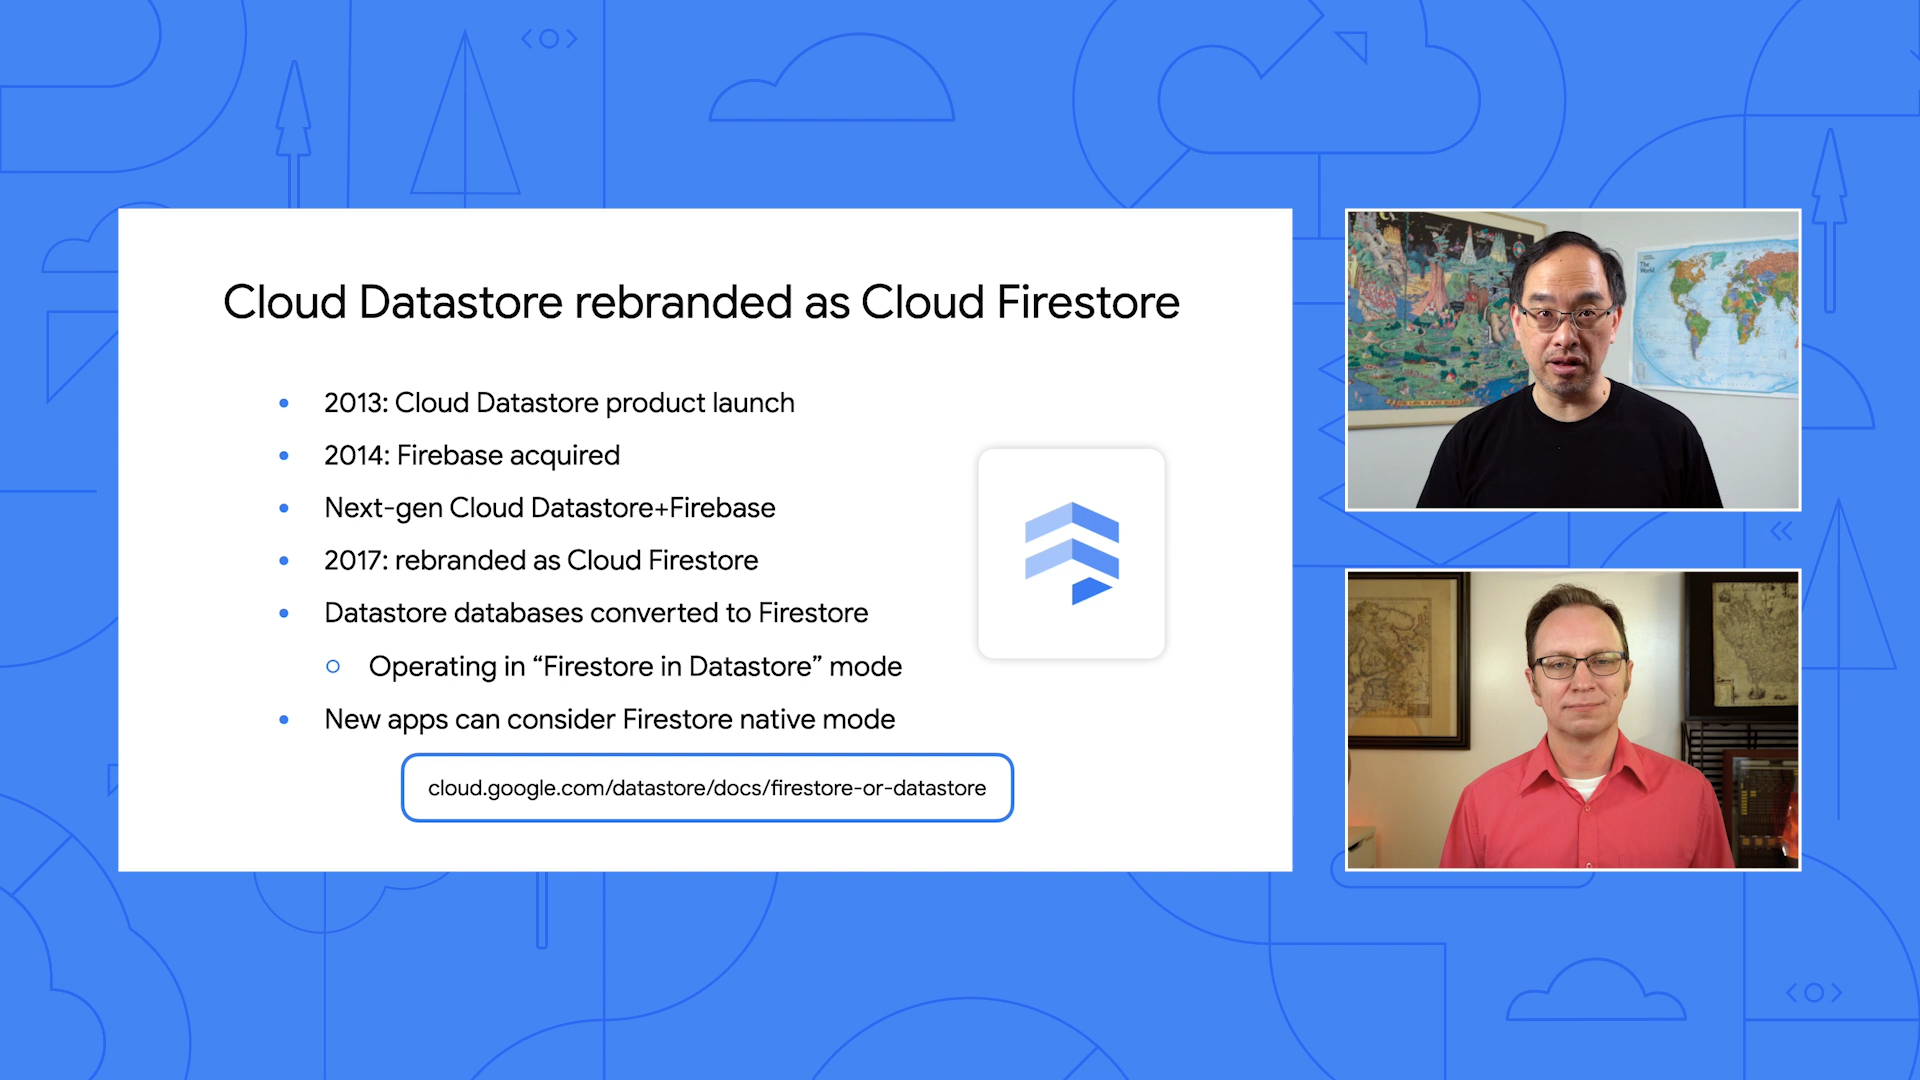 Cloud Datastore rebranded as Cloud Firestore
2013: Cloud Datastore product launch
2014: Firebase acquired
Next-gen Cloud Datastore+Firebase
2017: rebranded as Cloud Firestore
Datastore databases converted to Firestore
Operating in “Firestore in Datastore” mode
New apps can consider Firestore native mode
cloud.google.com/datastore/docs/firestore-or-datastore
The World